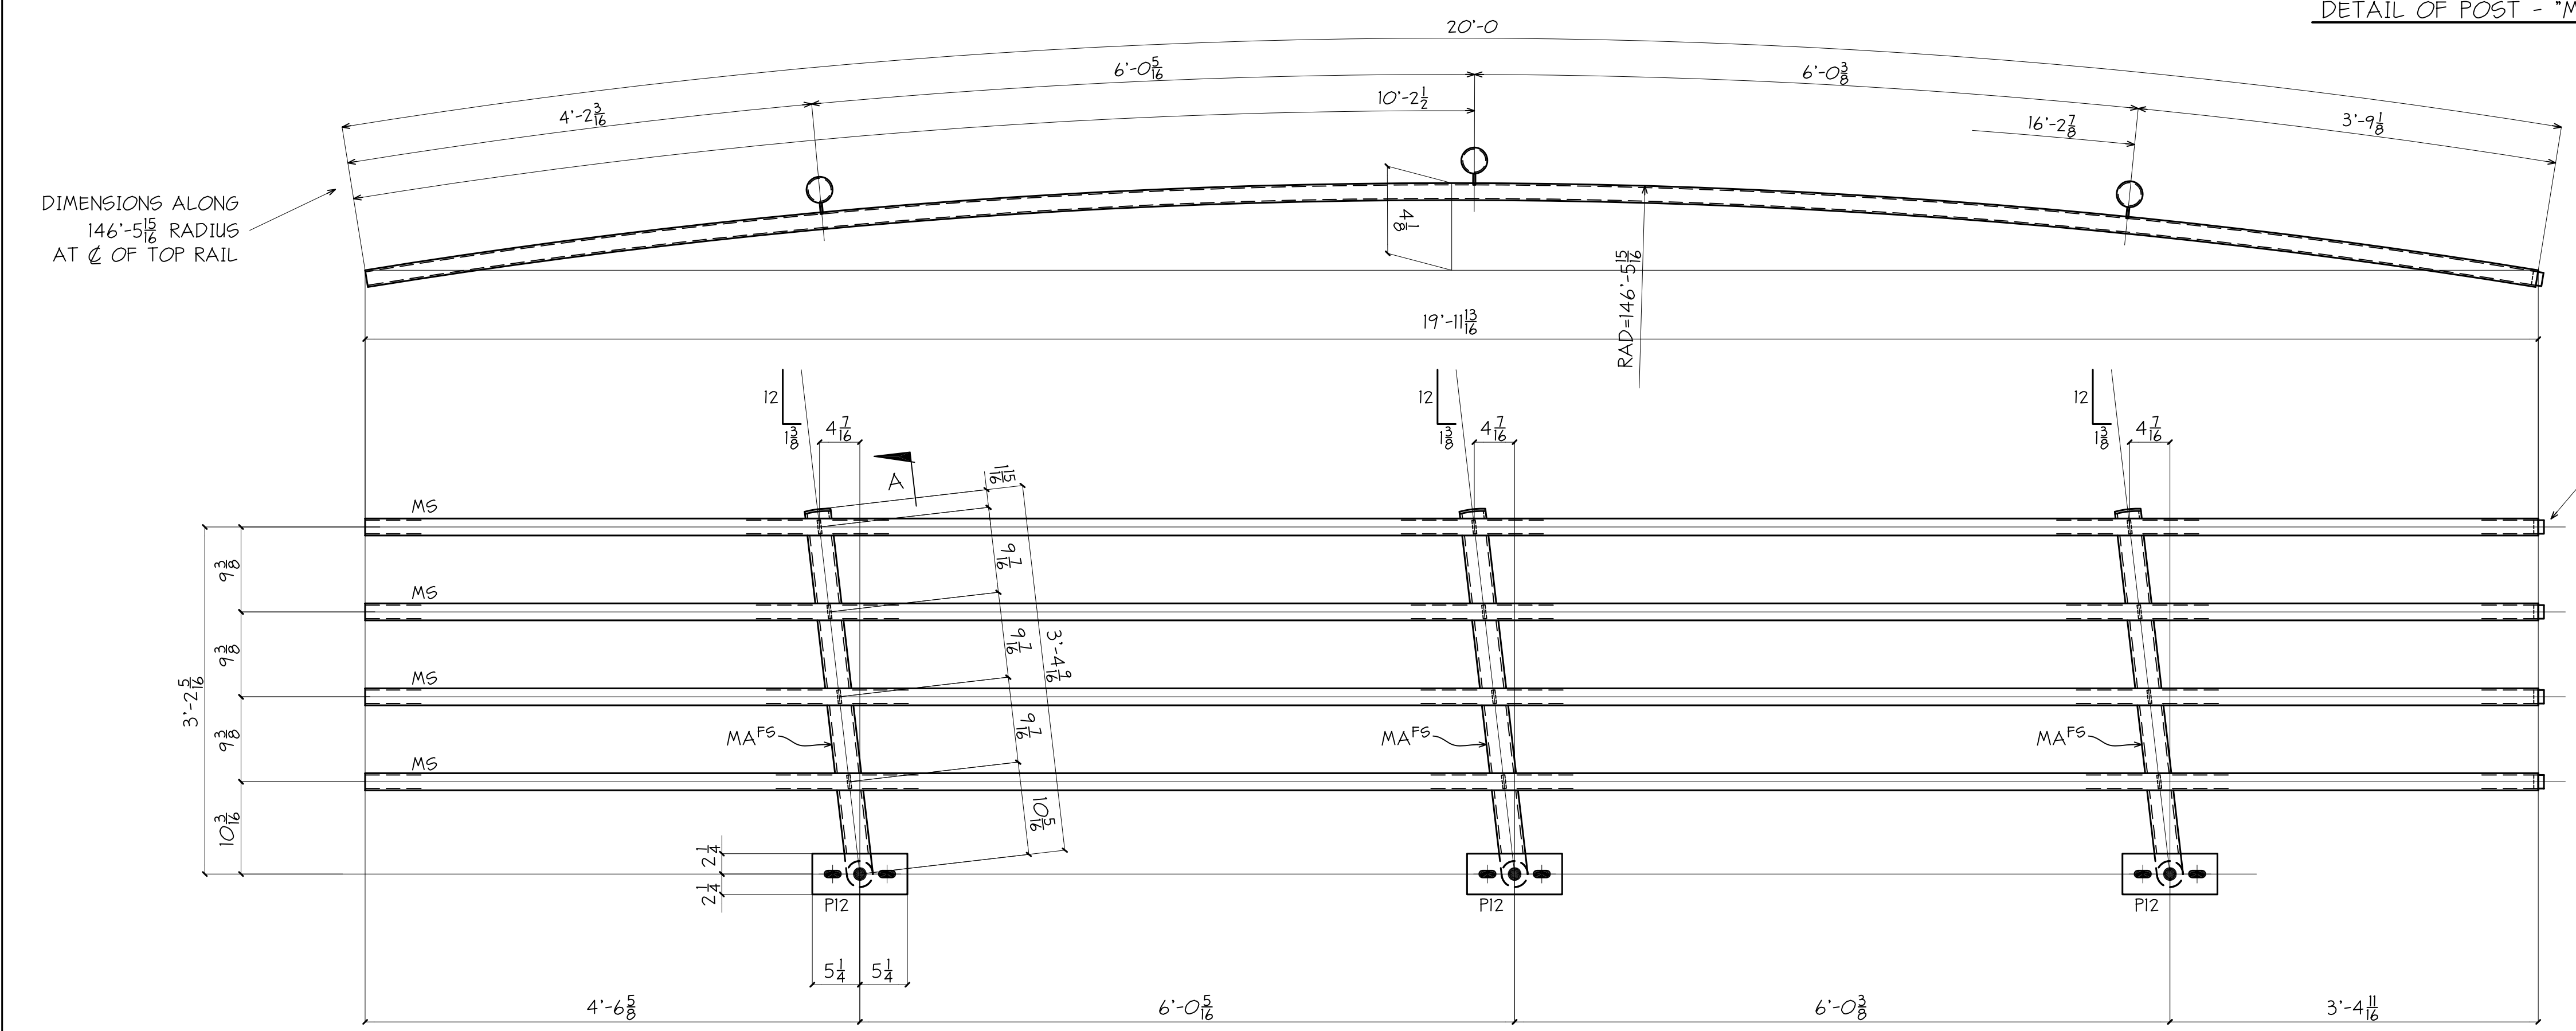 DETAIL OF POST - "M
20'-0
6'-0 5/16
6'-0 3/8
10'-2 1/2
4'-2 3/16
16'-2 7/8
3'-9 1/8
DIMENSIONS ALONG
146'-5 15/16 RADIUS
AT ℄ OF TOP RAIL
4 1/8
RAD=146'-5 15/16
19'-11 13/16
12
1 3/8
4 7/16
12
1 3/8
4 7/16
12
1 3/8
4 7/16
A
1 15/16
MS
9 3/8
9 7/16
MS
9 3/8
9 7/16
3'-4 9/16
3'-2 5/16
MS
9 3/8
9 7/16
MAFS
MAFS
MAFS
MS
10 3/16
10 5/16
2 1/4
2 1/4
P12
P12
P12
5 1/4
5 1/4
4'-6 5/8
6'-0 5/16
6'-0 3/8
3'-4 11/16